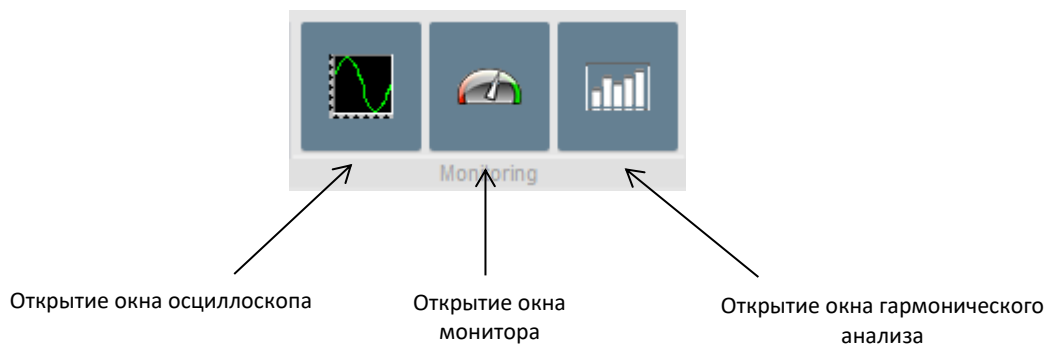 Monitoring
Открытие окна осциллоскопа
Открытие окна
монитора
Открытие окна гармонического
анализа